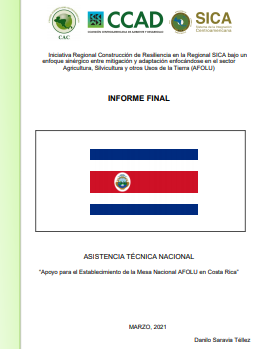 CAC
CCAD
COMISIÓN CENTROAMERICANA DE AMBIENTE Y DESARROLLO
SICA
Sistema de la Integración
Centroamericana
Iniciativa Regional Construcción de Resiliencia en la Regional SICA bajo un
enfoque sinérgico entre mitigación y adaptación enfocándose en el sector
Agricultura, Silvicultura y otros Usos de la Tierra (AFOLU)
INFORME FINAL
ASISTENCIA TÉCNICA NACIONAL
"Apoyo para el Establecimiento de la Mesa Nacional AFOLU en Costa Rica"
MARZO, 2021
Danilo Saravia Téllez